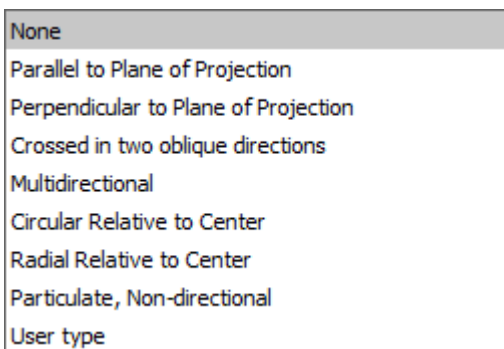 None
Parallel to Plane of Projection
Perpendicular to Plane of Projection
Crossed in two oblique directions
Multidirectional
Circular Relative to Center
Radial Relative to Center
Particulate, Non-directional
User type